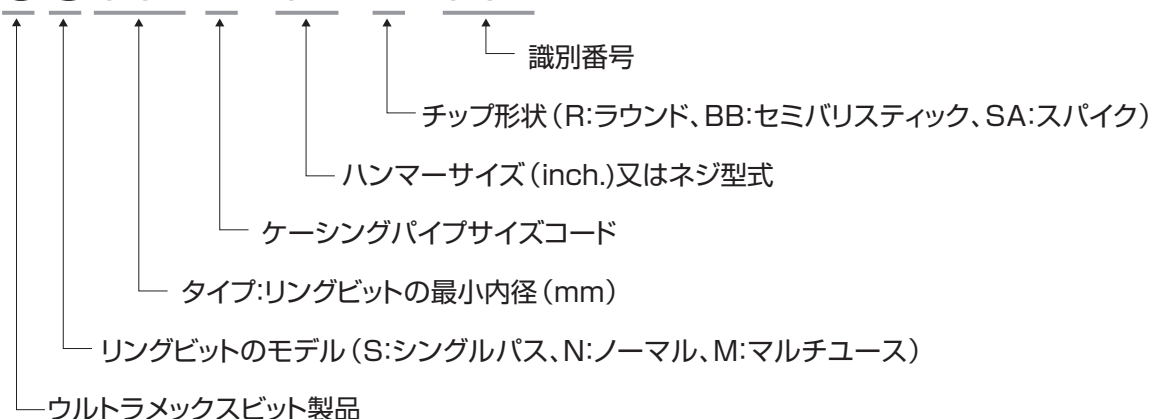 識別番号
チップ形状(R:ラウンド、BB:セミバリスティック、SA:スパイク)
ハンマーサイズ(inch.)又はネジ型式
ケーシングパイプサイズコード
タイプ:リングビットの最小内径(mm)
リングビットのモデル(S:シングルパス、N:ノーマル、M:マルチユース)
ウルトラメックスビット製品